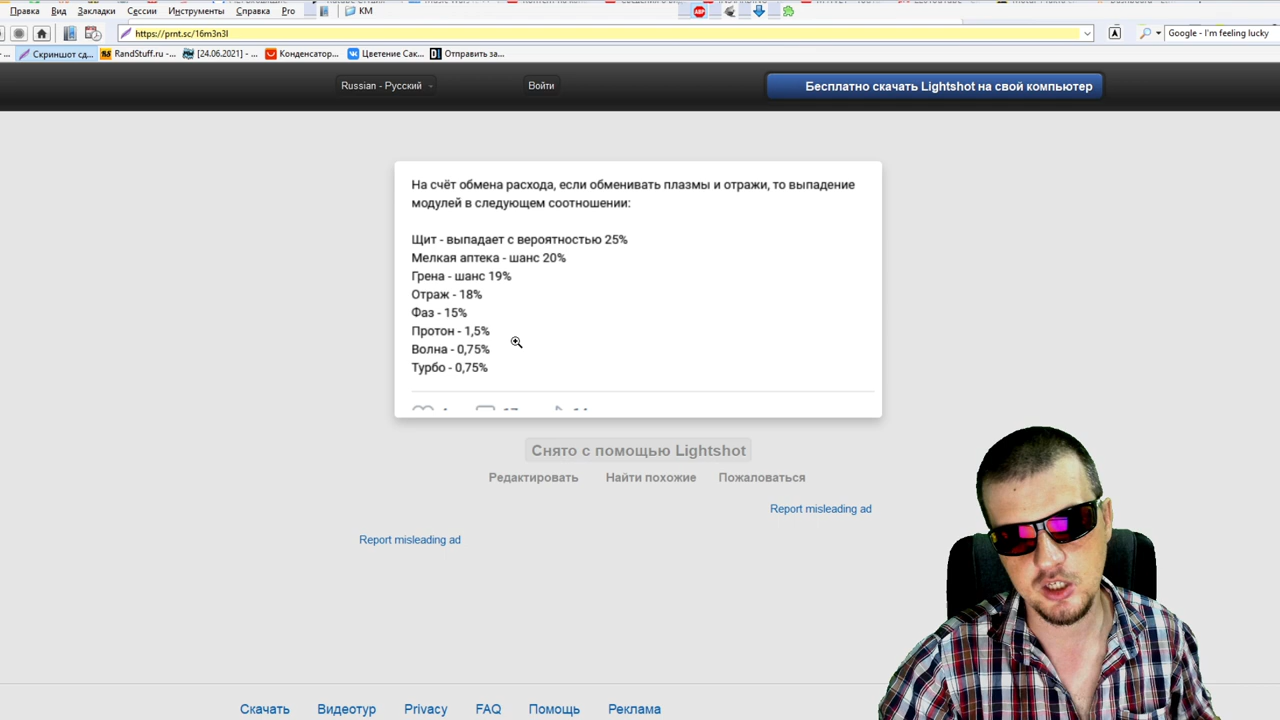 Правка Вид Закладки Сессии Инструменты Справка Pro КМ
https://prnt.sc/16m3n3l Google - I'm feeling lucky
Скриншот сд... RandStuff.ru -... [24.06.2021] - ... Конденсатор... Цветение Сак... Отправить за...
Russian - Русский Войти Бесплатно скачать Lightshot на свой компьютер
На счёт обмена расхода, если обменивать плазмы и отражи, то выпадение
модулей в следующем соотношении:
Щит - выпадает с вероятностью 25%
Мелкая аптека - шанс 20%
Грена - шанс 19%
Отраж - 18%
Фаз - 15%
Протон - 1,5%
Волна - 0,75%
Турбо - 0,75%
Снято с помощью Lightshot
Редактировать Найти похожие Пожаловаться
Report misleading ad
Report misleading ad
Скачать Видеотур Privacy FAQ Помощь Реклама